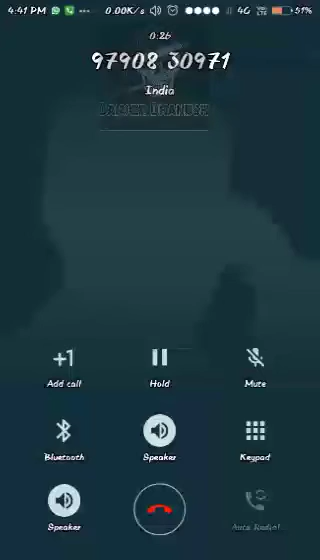 4:41 PM ... 0.00K/s 4G VoLTE 51%
0:26
97908 30971
India
+1
Add call Hold Mute
Bluetooth Speaker Keypad
Speaker Auto Redial